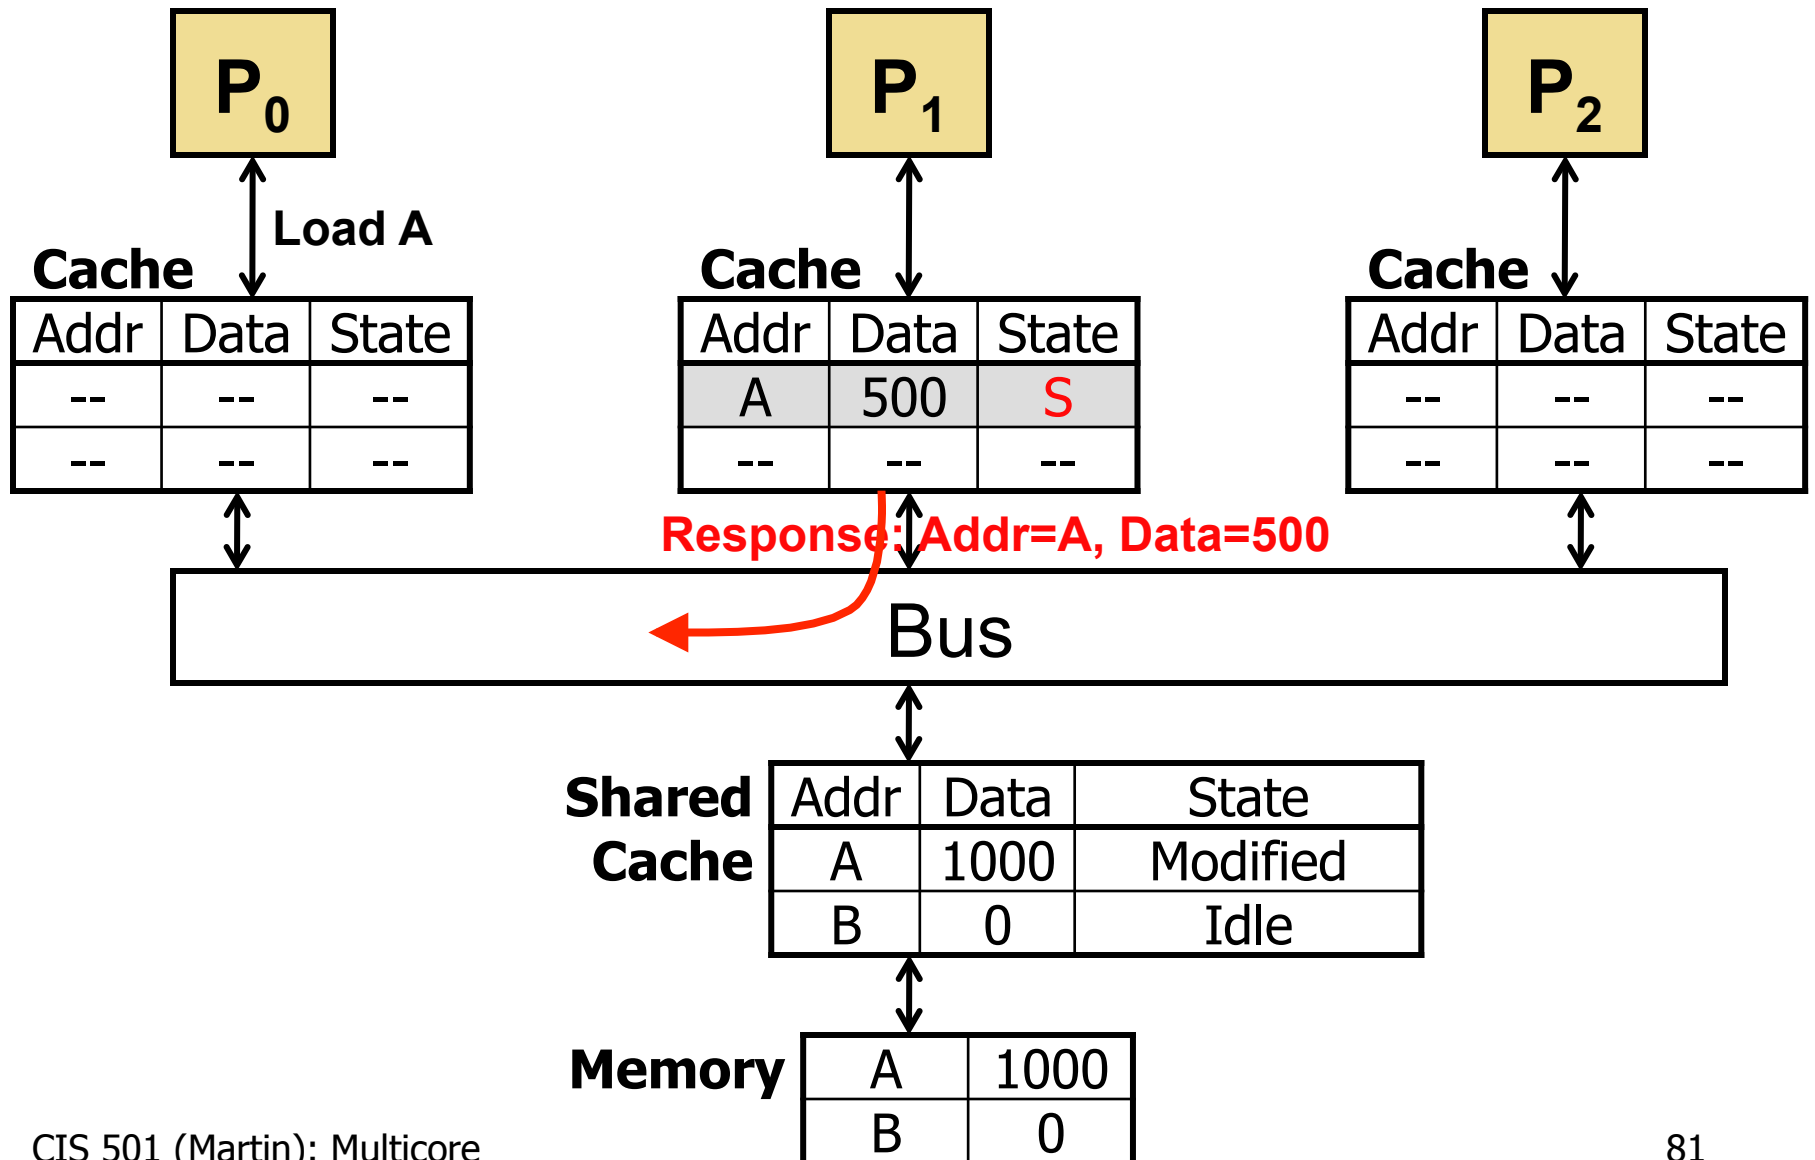 P0 P1 P2
Load A
Cache Cache Cache
Addr Data State Addr Data State Addr Data State
-- -- -- A 500 S -- -- --
-- -- -- -- -- -- -- -- --
Response: Addr=A, Data=500
Bus
Shared Addr Data State
Cache A 1000 Modified
B 0 Idle
Memory A 1000
B 0
CIS 501 (Martin): Multicore 81